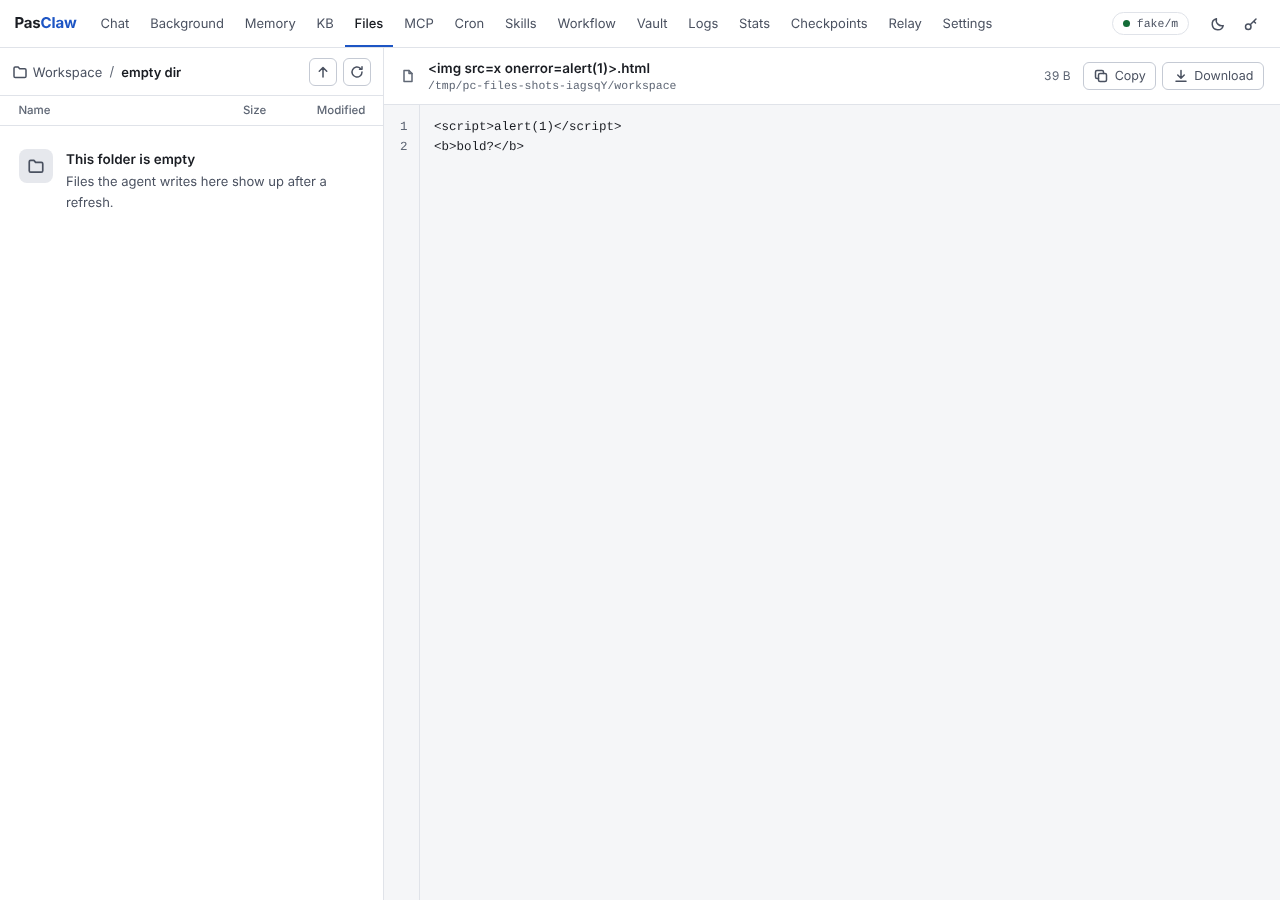 PasClaw Chat Background Memory KB Files MCP Cron Skills Workflow Vault Logs Stats Checkpoints Relay Settings fake/m
Workspace / empty dir
Name Size Modified
This folder is empty
Files the agent writes here show up after a
refresh.
<img src=x onerror=alert(1)>.html
/tmp/pc-files-shots-iagsqY/workspace
39 B Copy Download
1 <script>alert(1)</script>
2 <b>bold?</b>